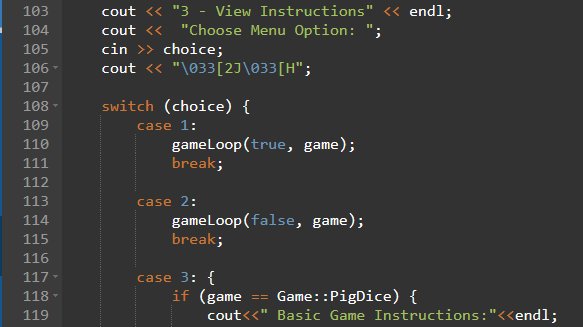 103 cout << "3 - View Instructions" << endl;
104 cout <<  "Choose Menu Option: ";
105 cin >> choice;
106 cout << "\033[2J\033[H";
107
108 switch (choice) {
109 case 1:
110 gameLoop(true, game);
111 break;
112
113 case 2:
114 gameLoop(false, game);
115 break;
116
117 case 3: {
118 if (game == Game::PigDice) {
119 cout<<" Basic Game Instructions:"<<endl;